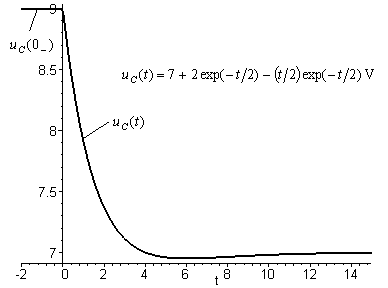 9
u_C(0_)
8.5
u_C(t) = 7 + 2 exp(−t/2) − (t/2) exp(−t/2) V
8
u_C(t)
7.5
7
-2 0 2 4 6 8 10 12 14
t